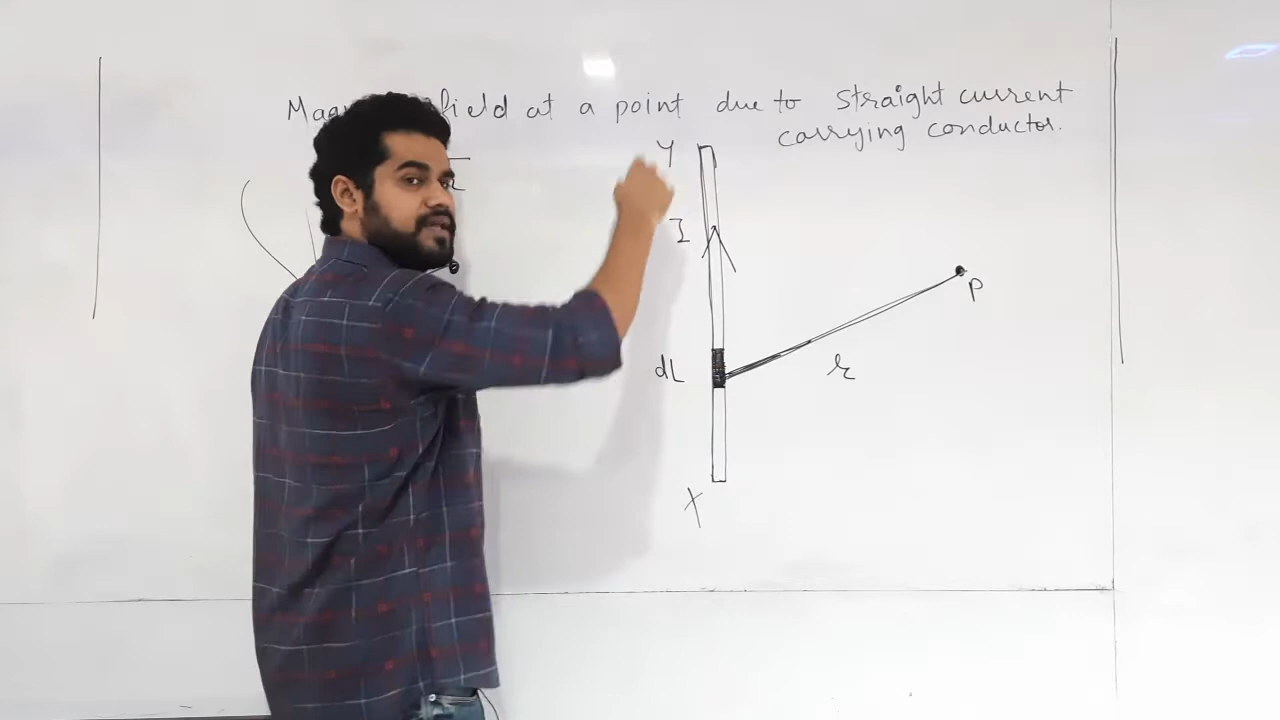 field at a point due to straight current
carrying conductor.
Y
I
P
dL
r
X